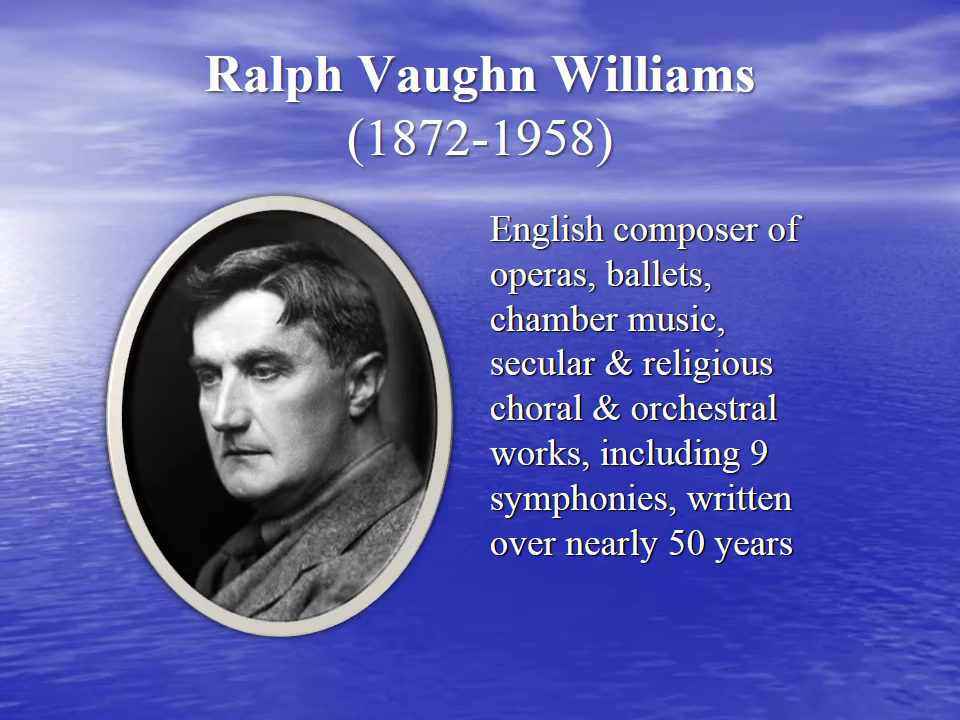 Ralph Vaughn Williams
(1872-1958)
English composer of
operas, ballets,
chamber music,
secular & religious
choral & orchestral
works, including 9
symphonies, written
over nearly 50 years